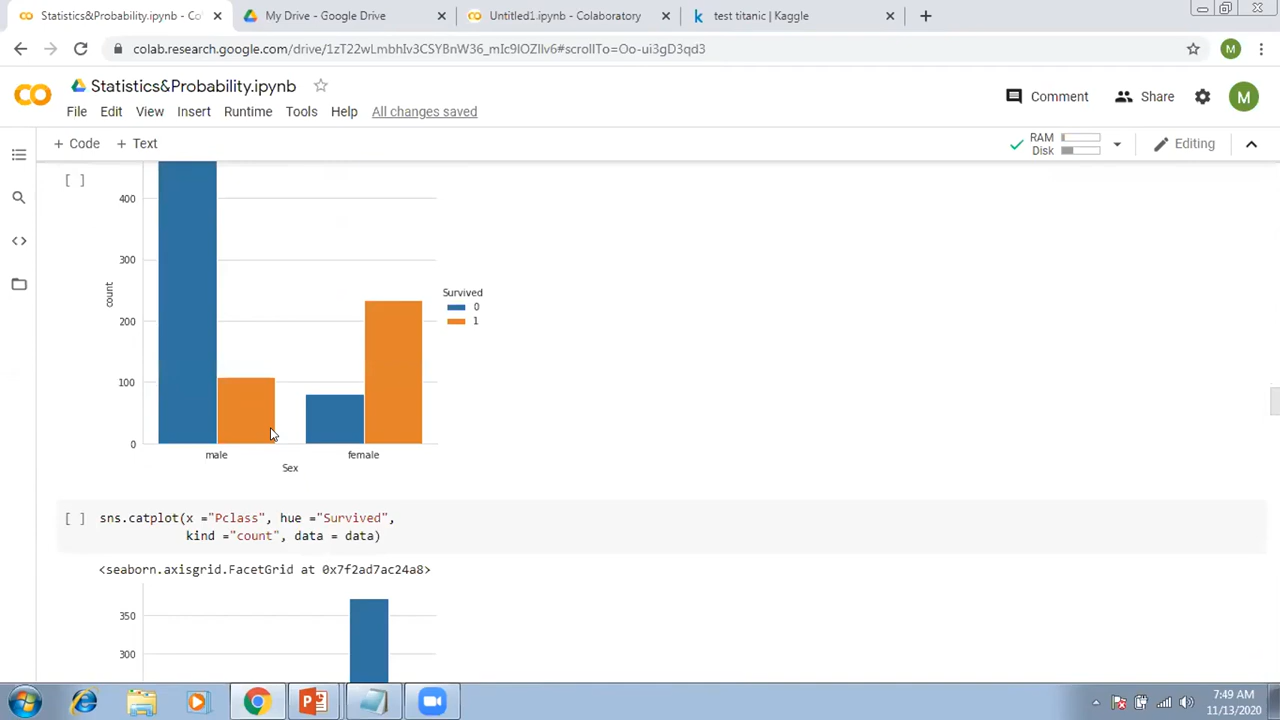 Statistics&Probability.ipynb - Co
My Drive - Google Drive
Untitled1.ipynb - Colaboratory
k test titanic | Kaggle
colab.research.google.com/drive/1zT22wLmbhIv3CSYBnW36_mIc9IOZIlv6#scrollTo=Oo-ui3gD3qd3
M
CO
Statistics&Probability.ipynb
Comment
Share
M
File Edit View Insert Runtime Tools Help All changes saved
+ Code + Text
RAM
Disk
Editing
[ ]
400
300
200
100
0
count
male
female
Sex
Survived
0
1
[ ] sns.catplot(x ="Pclass", hue ="Survived",
kind ="count", data = data)
<seaborn.axisgrid.FacetGrid at 0x7f2ad7ac24a8>
350
300
7:49 AM
11/13/2020